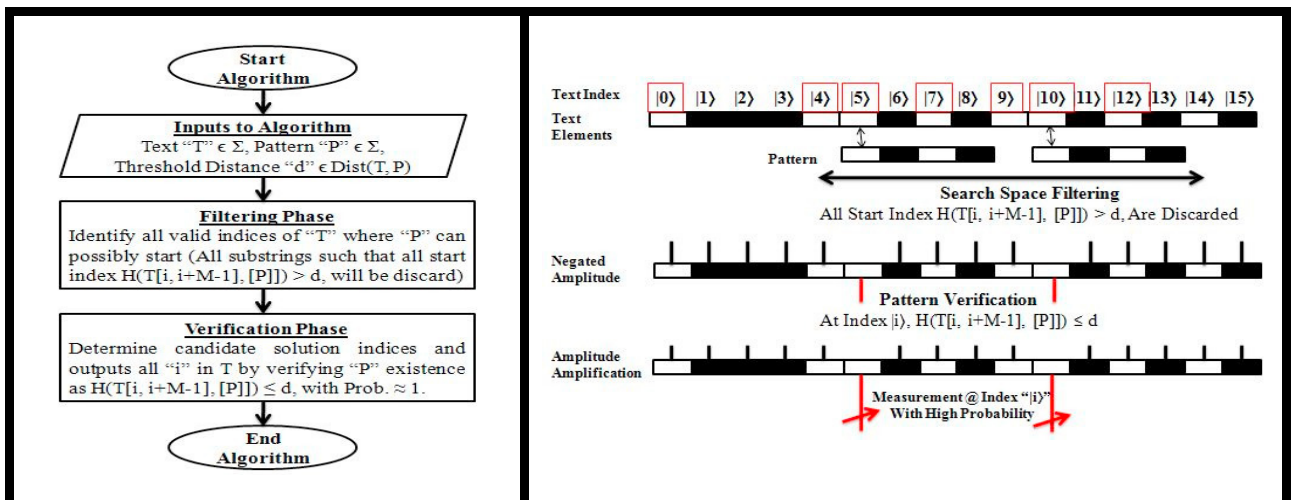 Start
Algorithm
Inputs to Algorithm
Text “T” ϵ Σ, Pattern “P” ϵ Σ,
Threshold Distance “d” ϵ Dist(T, P)
Filtering Phase
Identify all valid indices of “T” where “P” can
possibly start (All substrings such that all start
index H(T[i, i+M-1], [P]]) > d, will be discard)
Verification Phase
Determine candidate solution indices and
outputs all “i” in T by verifying “P” existence
as H(T[i, i+M-1], [P]]) ≤ d, with Prob. ≈ 1.
End
Algorithm
Text Index |0⟩ |1⟩ |2⟩ |3⟩ |4⟩ |5⟩ |6⟩ |7⟩ |8⟩ 9⟩ |10⟩ |11⟩ |12⟩ |13⟩ |14⟩ |15⟩
Text
Elements
Pattern
Search Space Filtering
All Start Index H(T[i, i+M-1], [P]]) > d, Are Discarded
Negated
Amplitude
Pattern Verification
At Index |i⟩, H(T[i, i+M-1], [P]]) ≤ d
Amplitude
Amplification
Measurement @ Index “|i⟩”
With High Probability